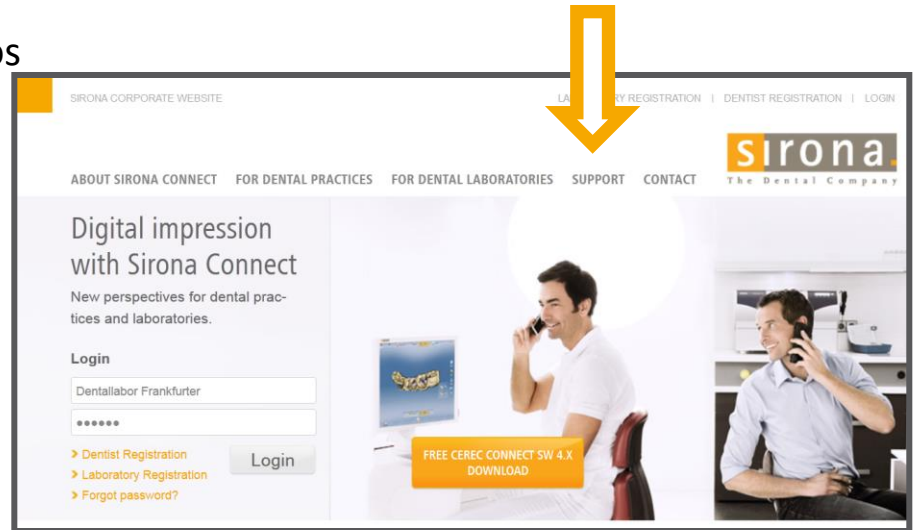 SIRONA CORPORATE WEBSITE
REGISTRATION | DENTIST REGISTRATION | LOGIN
sirona.
The Dental Company
ABOUT SIRONA CONNECT FOR DENTAL PRACTICES FOR DENTAL LABORATORIES SUPPORT CONTACT
Digital impression
with Sirona Connect
New perspectives for dental prac-
tices and laboratories.
Login
Dentallabor Frankfurter
••••••
> Dentist Registration
> Laboratory Registration
> Forgot password?
Login
FREE CEREC CONNECT SW 4.X
DOWNLOAD